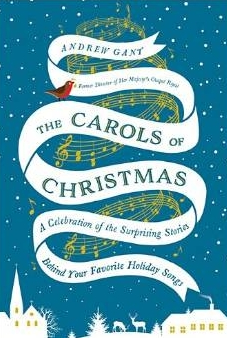 ANDREW GANT
Former Director of Her Majesty's Chapel Royal
THE CAROLS OF
CHRISTMAS
A Celebration of the Surprising Stories
Behind Your Favorite Holiday Songs